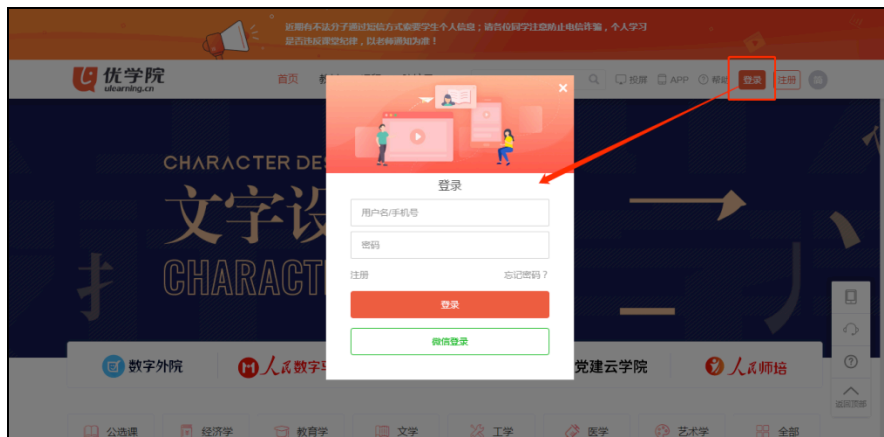 近期有不法分子通过短信方式索要学生个人信息；请各位同学注意防止电信诈骗，个人学习
是否违反课堂纪律，以老师通知为准！
优学院
ulearning.cn
首页
投屏
APP
帮助
登录
注册
CHARACTER DES
文字设
CHARACT
登录
用户名/手机号
密码
注册
忘记密码？
登录
微信登录
数字外院
人民数字
党建云学院
人民师培
返回顶部
公选课
经济学
教育学
文学
工学
医学
艺术学
全部